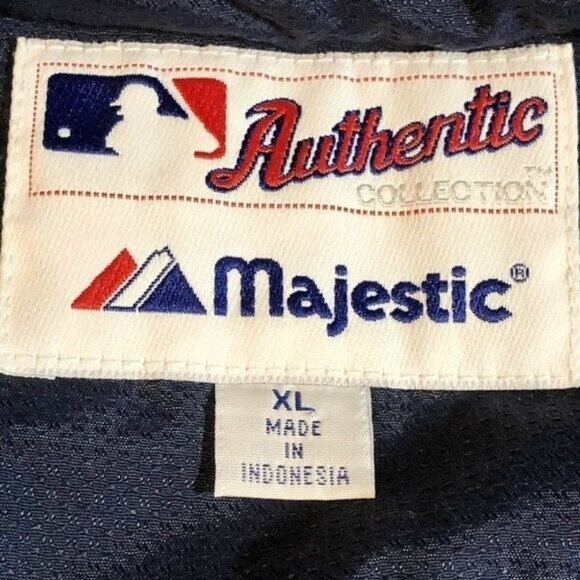 Authentic
COLLECTION™
Majestic®
XL
MADE
IN
INDONESIA